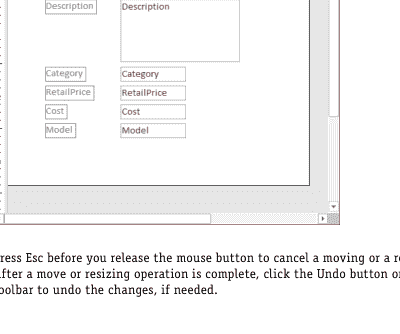 Description Description
Category Category
RetailPrice RetailPrice
Cost Cost
Model Model
ress Esc before you release the mouse button to cancel a moving or a r
fter a move or resizing operation is complete, click the Undo button o
oolbar to undo the changes, if needed.